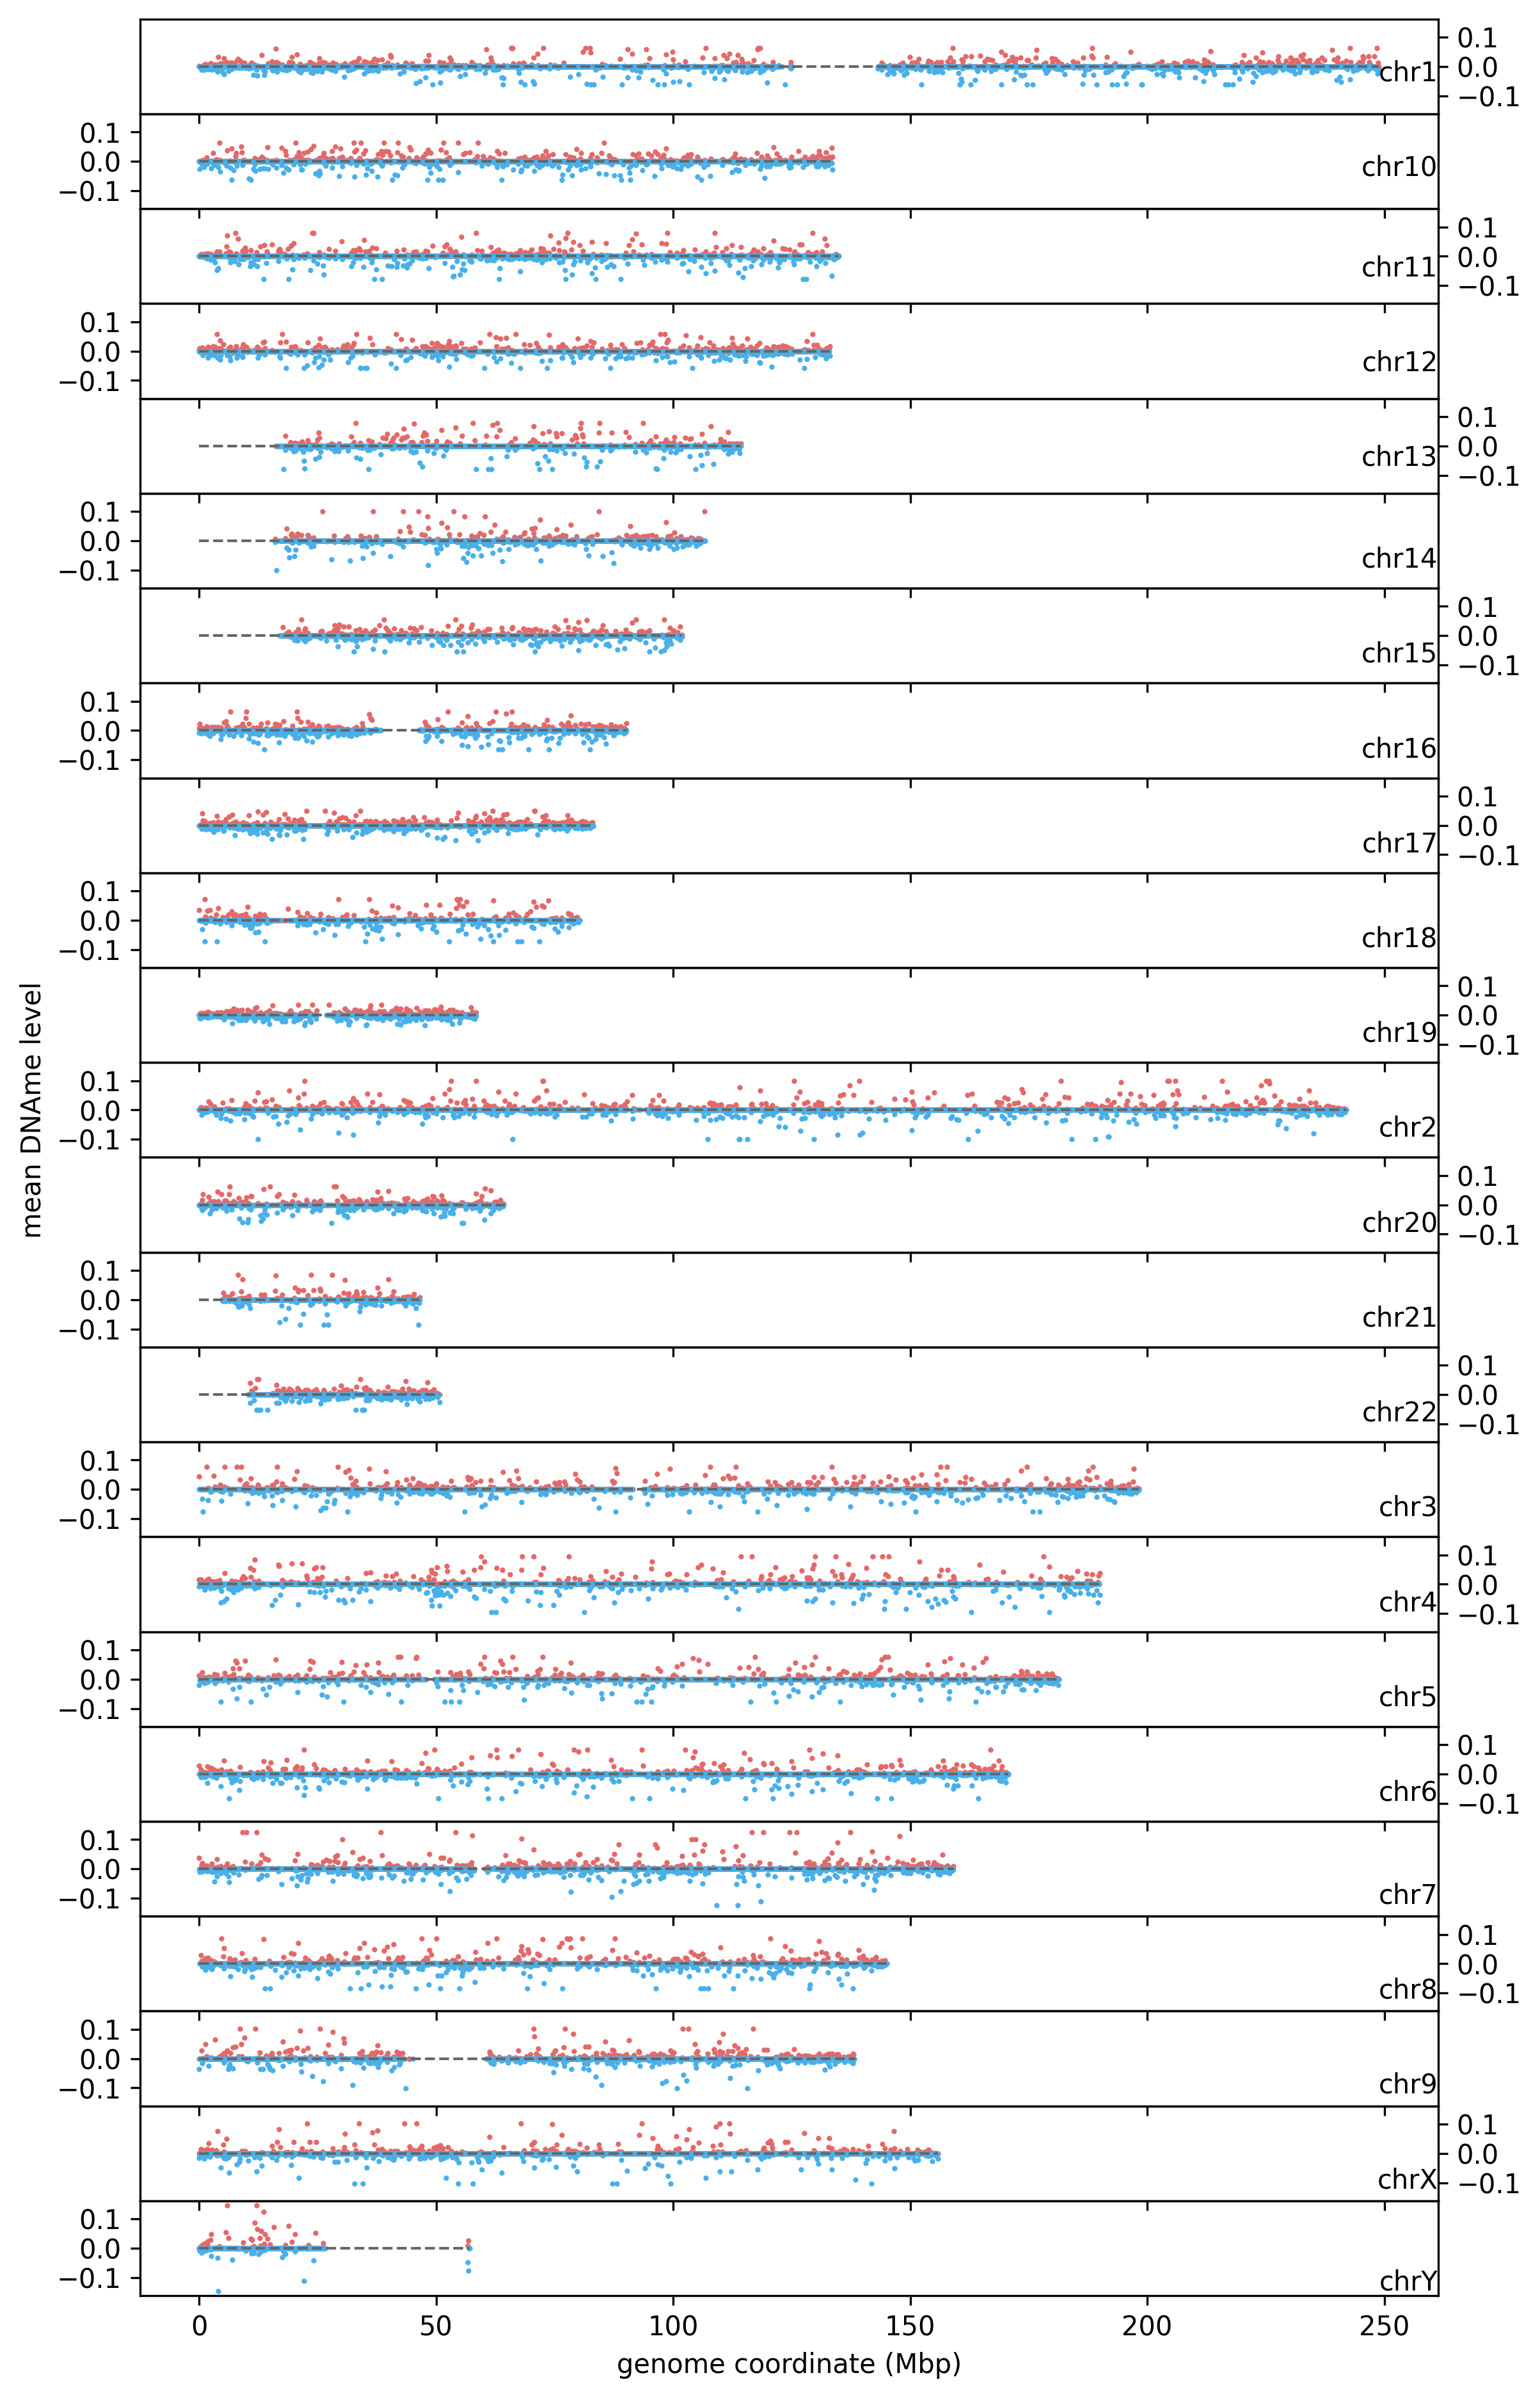 0.1
0.0
−0.1
chr1
0.1
0.0
−0.1
chr10
0.1
0.0
−0.1
chr11
0.1
0.0
−0.1
chr12
0.1
0.0
−0.1
chr13
0.1
0.0
−0.1
chr14
0.1
0.0
−0.1
chr15
0.1
0.0
−0.1
chr16
0.1
0.0
−0.1
chr17
0.1
0.0
−0.1
chr18
0.1
0.0
−0.1
chr19
mean DNAme level
0.1
0.0
−0.1
chr2
0.1
0.0
−0.1
chr20
0.1
0.0
−0.1
chr21
0.1
0.0
−0.1
chr22
0.1
0.0
−0.1
chr3
0.1
0.0
−0.1
chr4
0.1
0.0
−0.1
chr5
0.1
0.0
−0.1
chr6
0.1
0.0
−0.1
chr7
0.1
0.0
−0.1
chr8
0.1
0.0
−0.1
chr9
0.1
0.0
−0.1
chrX
0.1
0.0
−0.1
chrY
0 50 100 150 200 250
genome coordinate (Mbp)